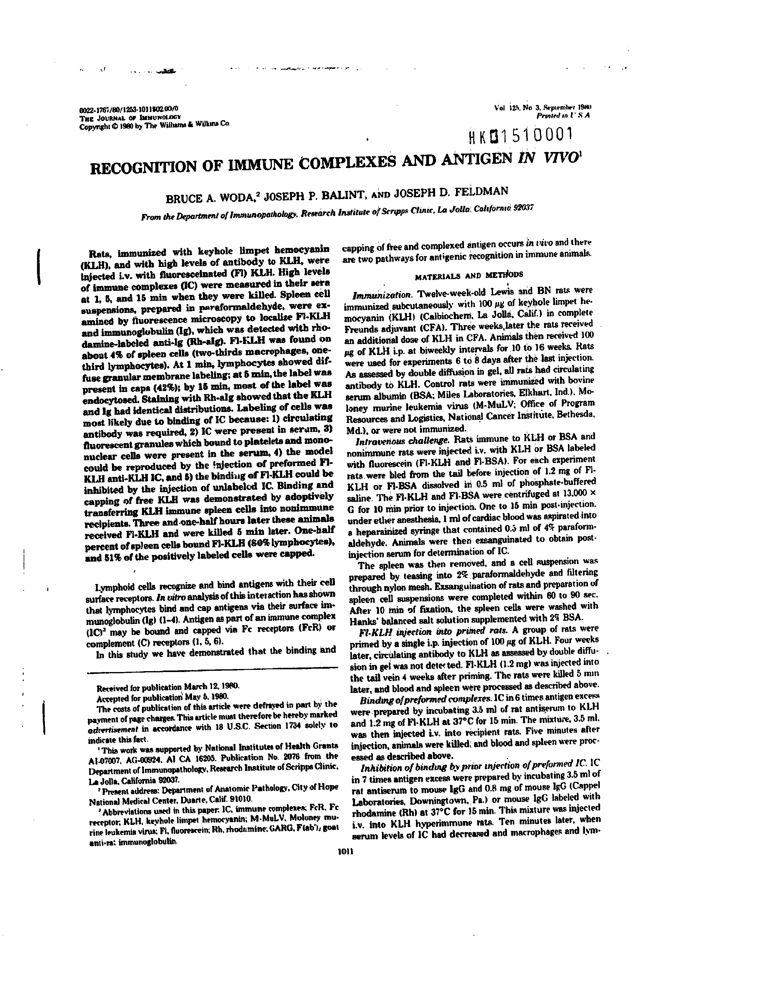 0022-1767/80/1253-1011$02.00/0
THE JOURNAL OF IMMUNOLOGY
Copyright © 1980 by The Williams & Wilkins Co.
Vol 125, No 3, September 1980
Printed in U S A
HK01510001
RECOGNITION OF IMMUNE COMPLEXES AND ANTIGEN IN VIVO¹
BRUCE A. WODA,² JOSEPH P. BALINT, AND JOSEPH D. FELDMAN
From the Department of Immunopathology, Research Institute of Scripps Clinic, La Jolla, California 92037
Rats, immunized with keyhole limpet hemocyanin
(KLH), and with high levels of antibody to KLH, were
injected i.v. with fluoresceinated (Fl) KLH. High levels
of immune complexes (IC) were measured in their sera
at 1, 5, and 15 min when they were killed. Spleen cell
suspensions, prepared in paraformaldehyde, were ex-
amined by fluorescence microscopy to localize Fl-KLH
and immunoglobulin (Ig), which was detected with rho-
damine-labeled anti-Ig (Rh-aIg). Fl-KLH was found on
about 4% of spleen cells (two-thirds macrophages, one-
third lymphocytes). At 1 min, lymphocytes showed dif-
fuse granular membrane labeling; at 5 min, the label was
present in caps (42%); by 15 min, most of the label was
endocytosed. Staining with Rh-aIg showed that the KLH
and Ig had identical distributions. Labeling of cells was
most likely due to binding of IC because: 1) circulating
antibody was required, 2) IC were present in serum, 3)
fluorescent granules which bound to platelets and mono-
nuclear cells were present in the serum, 4) the model
could be reproduced by the injection of preformed Fl-
KLH anti-KLH IC, and 5) the binding of Fl-KLH could be
inhibited by the injection of unlabeled IC. Binding and
capping of free KLH was demonstrated by adoptively
transferring KLH immune spleen cells into nonimmune
recipients. Three and one-half hours later these animals
received Fl-KLH and were killed 5 min later. One-half
percent of spleen cells bound Fl-KLH (60% lymphocytes),
and 51% of the positively labeled cells were capped.
Lymphoid cells recognize and bind antigens with their cell
surface receptors. In vitro analysis of this interaction has shown
that lymphocytes bind and cap antigens via their surface im-
munoglobulin (Ig) (1-4). Antigen as part of an immune complex
(IC)³ may be bound and capped via Fc receptors (FcR) or
complement (C) receptors (1, 5, 6).
In this study we have demonstrated that the binding and
Received for publication March 12, 1980.
Accepted for publication May 5, 1980.
The costs of publication of this article were defrayed in part by the
payment of page charges. This article must therefore be hereby marked
advertisement in accordance with 18 U.S.C. Section 1734 solely to
indicate this fact.
¹ This work was supported by National Institutes of Health Grants
AI-07007, AG-00924, AI CA 16205. Publication No. 2076 from the
Department of Immunopathology, Research Institute of Scripps Clinic,
La Jolla, California 92037.
² Present address: Department of Anatomic Pathology, City of Hope
National Medical Center, Duarte, Calif. 91010.
³ Abbreviations used in this paper: IC, immune complexes; FcR, Fc
receptor; KLH, keyhole limpet hemocyanin; M-MuLV, Moloney mu-
rine leukemia virus; Fl, fluorescein; Rh, rhodamine; GARG, F(ab')₂ goat
anti-rat immunoglobulin.
capping of free and complexed antigen occurs in vivo and there
are two pathways for antigenic recognition in immune animals.
MATERIALS AND METHODS
Immunization. Twelve-week-old Lewis and BN rats were
immunized subcutaneously with 100 μg of keyhole limpet he-
mocyanin (KLH) (Calbiochem, La Jolla, Calif.) in complete
Freunds adjuvant (CFA). Three weeks later the rats received
an additional dose of KLH in CFA. Animals then received 100
μg of KLH i.p. at biweekly intervals for 10 to 16 weeks. Rats
were used for experiments 6 to 8 days after the last injection.
As assessed by double diffusion in gel, all rats had circulating
antibody to KLH. Control rats were immunized with bovine
serum albumin (BSA; Miles Laboratories, Elkhart, Ind.), Mo-
loney murine leukemia virus (M-MuLV; Office of Program
Resources and Logistics, National Cancer Institute, Bethesda,
Md.), or were not immunized.
Intravenous challenge. Rats immune to KLH or BSA and
nonimmune rats were injected i.v. with KLH or BSA labeled
with fluorescein (Fl-KLH and Fl-BSA). For each experiment
rats were bled from the tail before injection of 1.2 mg of Fl-
KLH or Fl-BSA dissolved in 0.5 ml of phosphate-buffered
saline. The Fl-KLH and Fl-BSA were centrifuged at 13,000 ×
G for 10 min prior to injection. One to 15 min post-injection,
under ether anesthesia, 1 ml of cardiac blood was aspirated into
a heparainized syringe that contained 0.5 ml of 4% paraform-
aldehyde. Animals were then exsanguinated to obtain post-
injection serum for determination of IC.
The spleen was then removed, and a cell suspension was
prepared by teasing into 2% paraformaldehyde and filtering
through nylon mesh. Exsanguination of rats and preparation of
spleen cell suspensions were completed within 60 to 90 sec.
After 10 min of fixation, the spleen cells were washed with
Hanks' balanced salt solution supplemented with 2% BSA.
Fl-KLH injection into primed rats. A group of rats were
primed by a single i.p. injection of 100 μg of KLH. Four weeks
later, circulating antibody to KLH as assessed by double diffu-
sion in gel was not detected. Fl-KLH (1.2 mg) was injected into
the tail vein 4 weeks after priming. The rats were killed 5 min
later, and blood and spleen were processed as described above.
Binding of preformed complexes. IC in 6 times antigen excess
were prepared by incubating 3.5 ml of rat antiserum to KLH
and 1.2 mg of Fl-KLH at 37°C for 15 min. The mixture, 3.5 ml,
was then injected i.v. into recipient rats. Five minutes after
injection, animals were killed; and blood and spleen were proc-
essed as described above.
Inhibition of binding by prior injection of preformed IC. IC
in 7 times antigen excess were prepared by incubating 3.5 ml of
rat antiserum to mouse IgG and 0.8 mg of mouse IgG (Cappel
Laboratories, Downingtown, Pa.) or mouse IgG labeled with
rhodamine (Rh) at 37°C for 15 min. This mixture was injected
i.v. into KLH hyperimmune rats. Ten minutes later, when
serum levels of IC had decreased and macrophages and lym-
1011